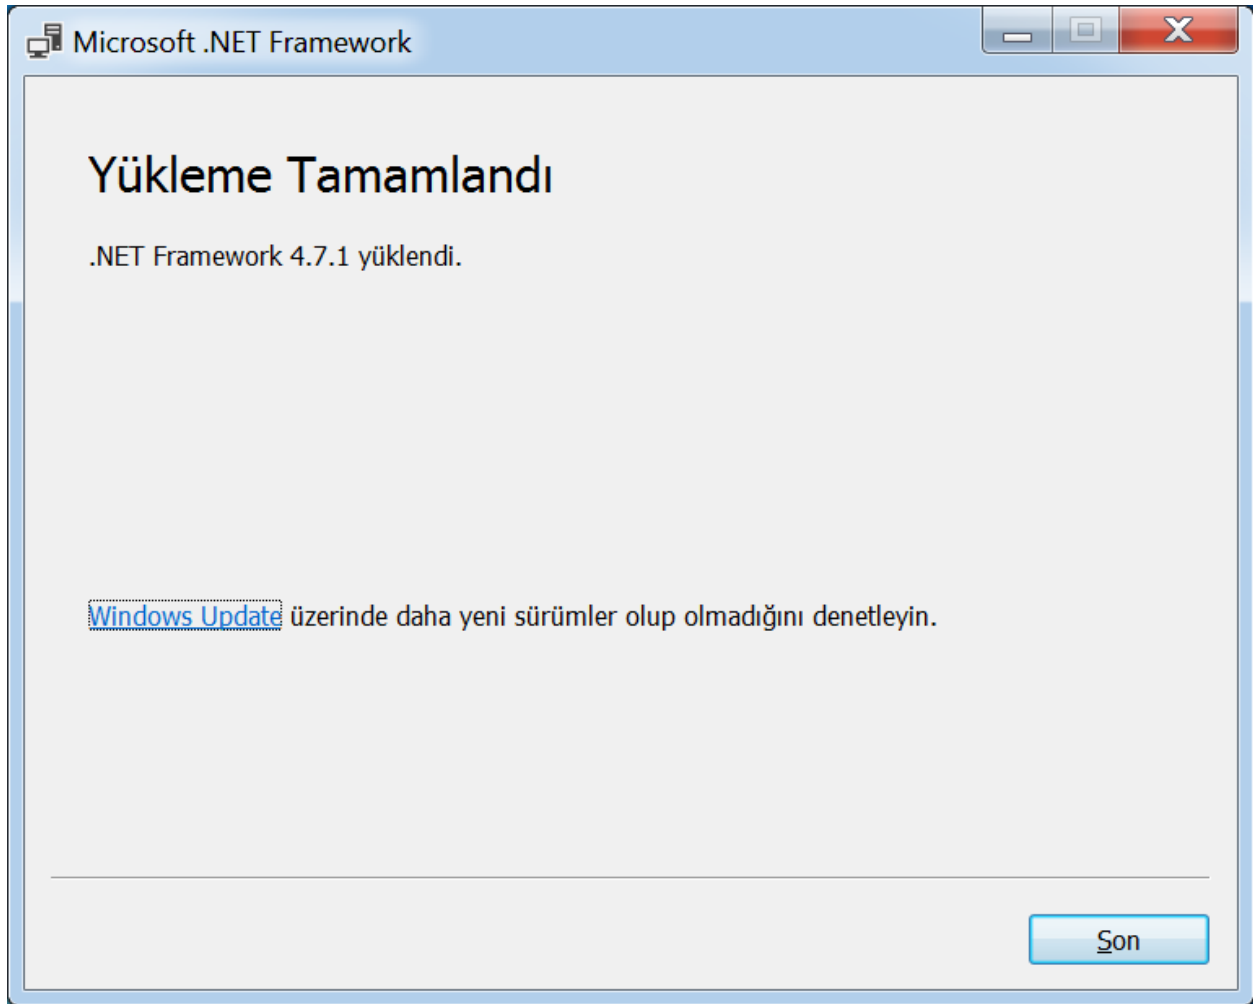 Microsoft .NET Framework
Yükleme Tamamlandı
.NET Framework 4.7.1 yüklendi.
Windows Update üzerinde daha yeni sürümler olup olmadığını denetleyin.
Son